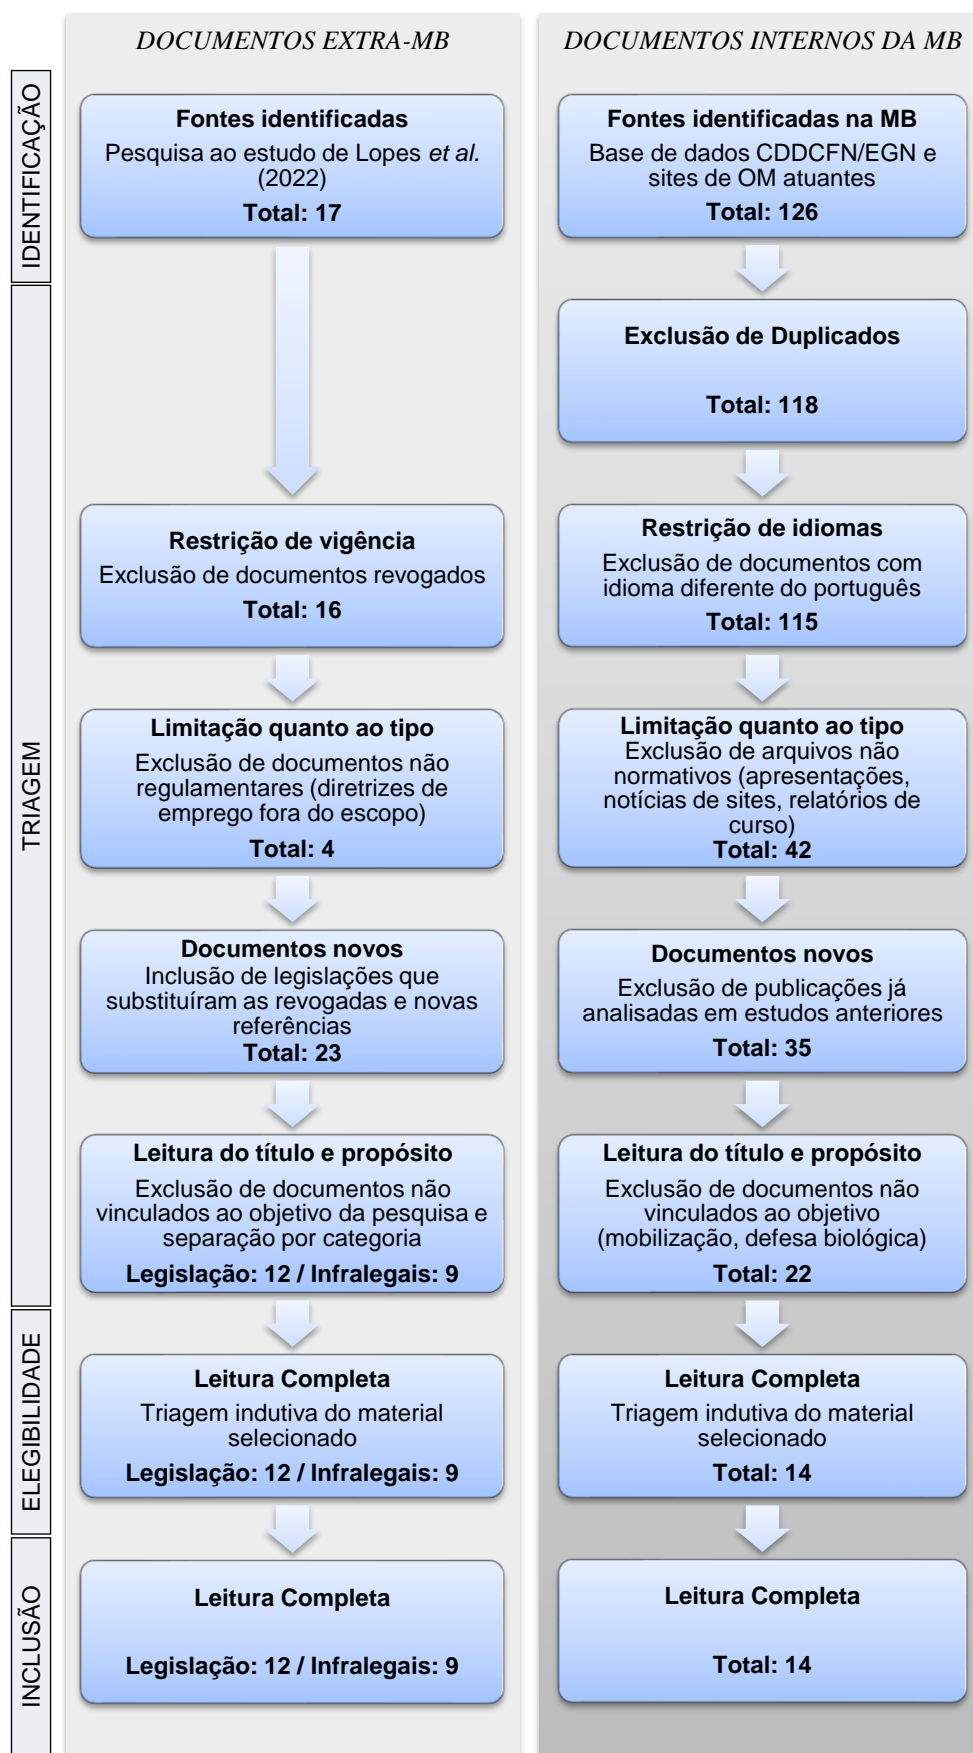 DOCUMENTOS EXTRA-MB
DOCUMENTOS INTERNOS DA MB
IDENTIFICAÇÃO
Fontes identificadas
Pesquisa ao estudo de Lopes et al.
(2022)
Total: 17
Fontes identificadas na MB
Base de dados CDDCFN/EGN e
sites de OM atuantes
Total: 126
TRIAGEM
Exclusão de Duplicados
Total: 118
Restrição de vigência
Exclusão de documentos revogados
Total: 16
Restrição de idiomas
Exclusão de documentos com
idioma diferente do português
Total: 115
Limitação quanto ao tipo
Exclusão de documentos não
regulamentares (diretrizes de
emprego fora do escopo)
Total: 4
Limitação quanto ao tipo
Exclusão de arquivos não
normativos (apresentações,
notícias de sites, relatórios de
curso)
Total: 42
Documentos novos
Inclusão de legislações que
substituíram as revogadas e novas
referências
Total: 23
Documentos novos
Exclusão de publicações já
analisadas em estudos anteriores
Total: 35
Leitura do título e propósito
Exclusão de documentos não
vinculados ao objetivo da pesquisa e
separação por categoria
Legislação: 12 / Infralegais: 9
Leitura do título e propósito
Exclusão de documentos não
vinculados ao objetivo
(mobilização, defesa biológica)
Total: 22
ELEGIBILIDADE
Leitura Completa
Triagem indutiva do material
selecionado
Legislação: 12 / Infralegais: 9
Leitura Completa
Triagem indutiva do material
selecionado
Total: 14
INCLUSÃO
Leitura Completa
Legislação: 12 / Infralegais: 9
Leitura Completa
Total: 14